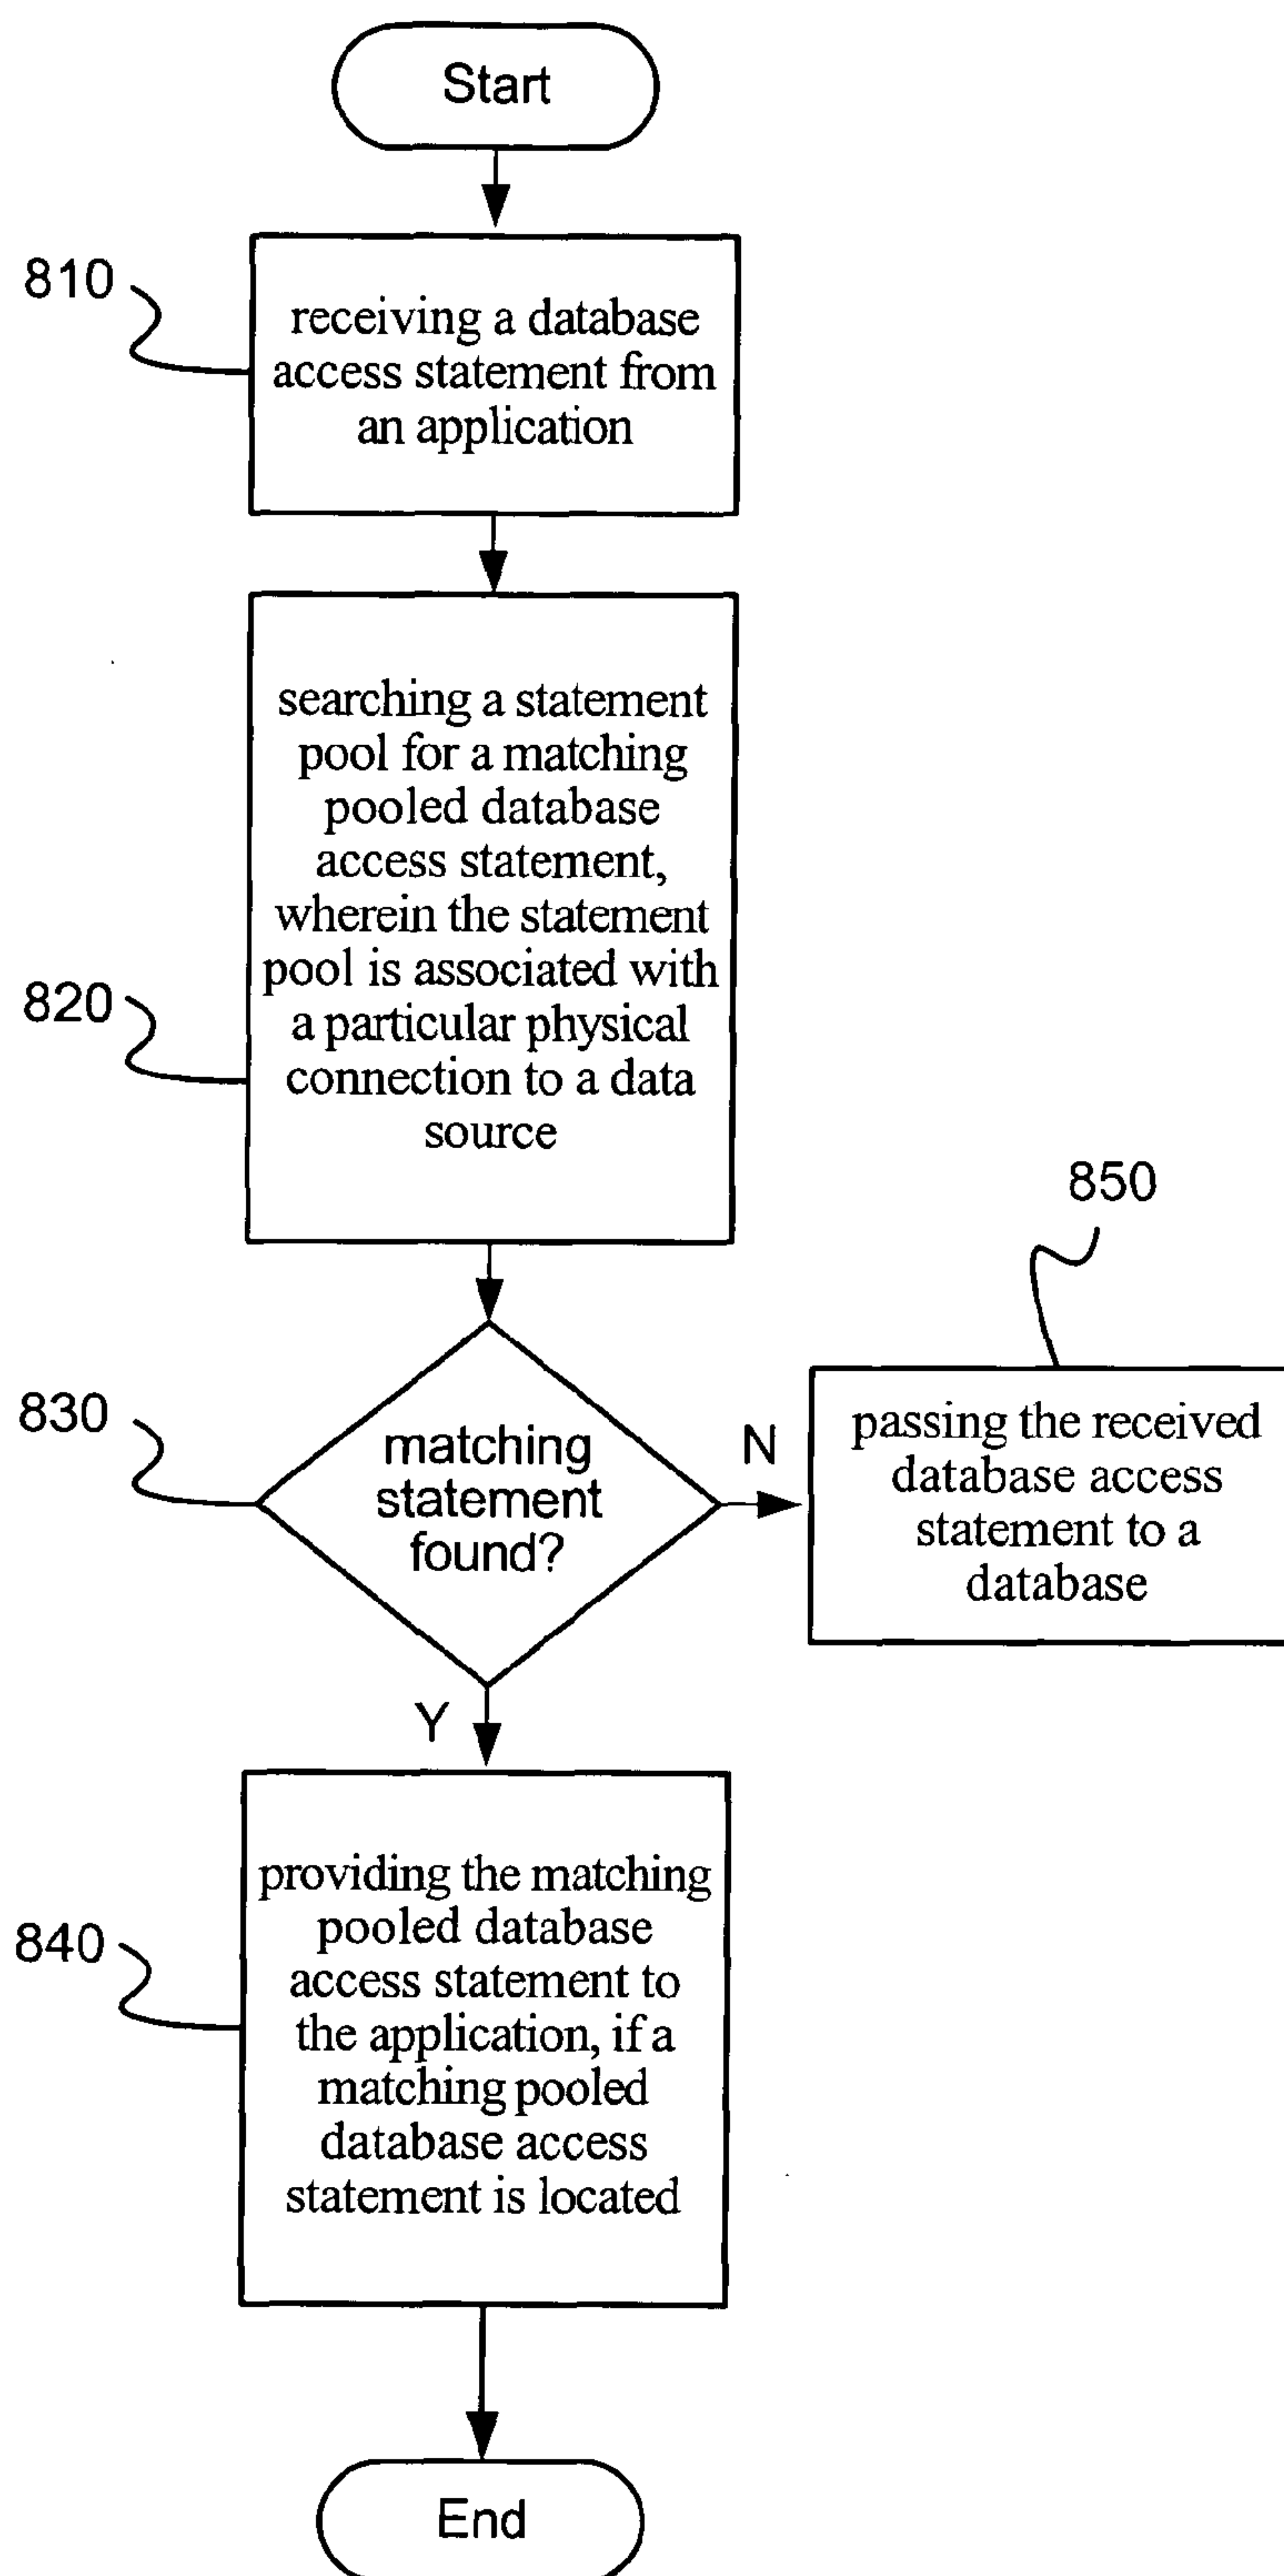 Start
810
receiving a database
access statement from
an application
820
searching a statement
pool for a matching
pooled database
access statement,
wherein the statement
pool is associated with
a particular physical
connection to a data
source
830
matching
statement
found?
N
850
passing the received
database access
statement to a
database
Y
840
providing the matching
pooled database
access statement to
the application, if a
matching pooled
database access
statement is located
End